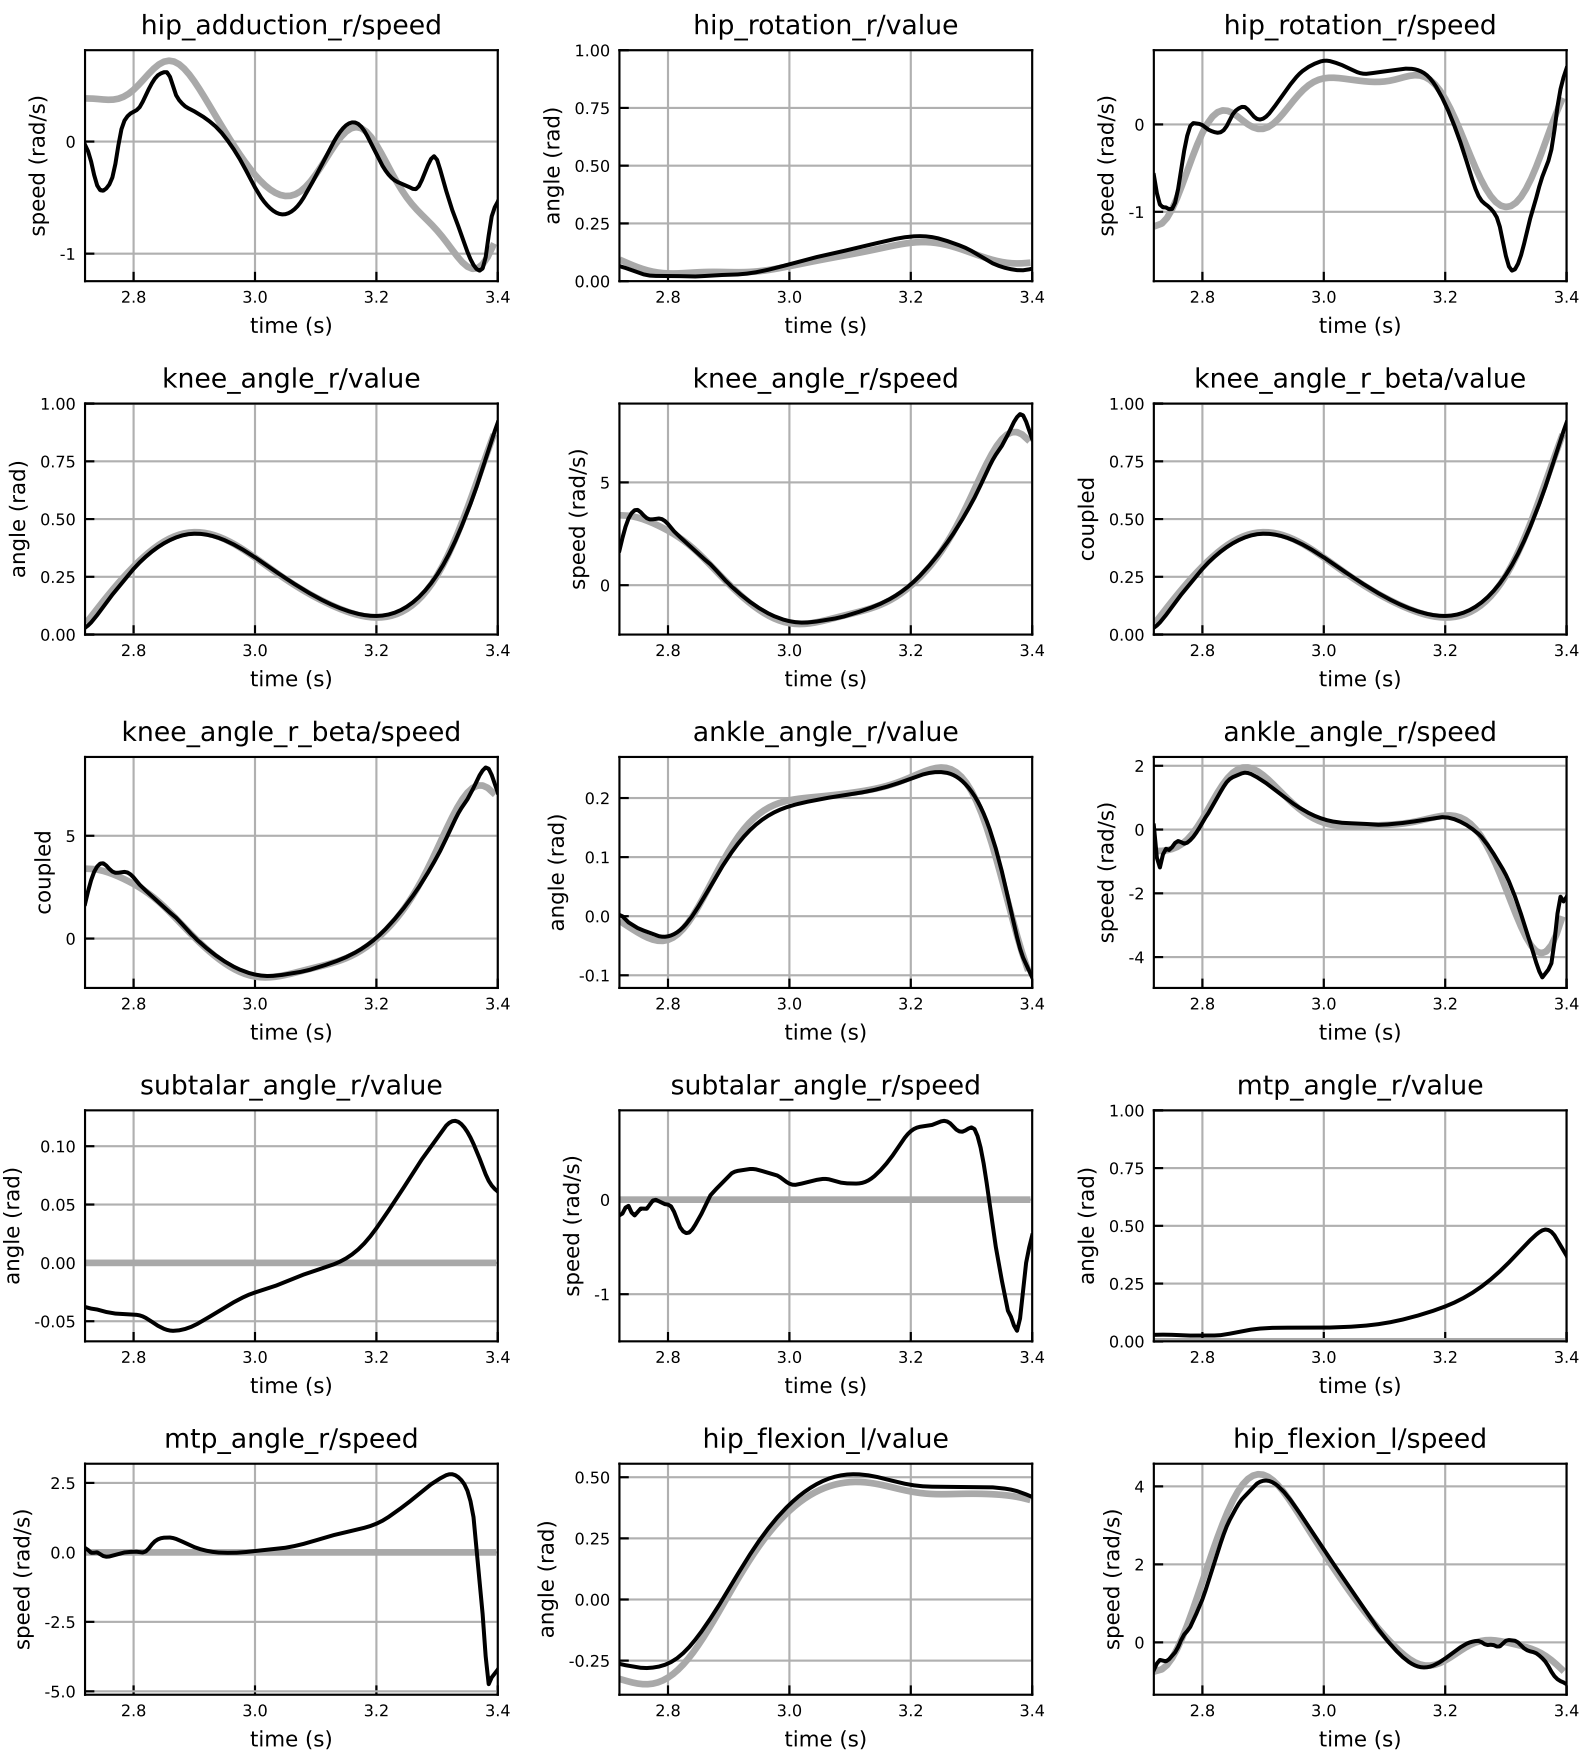 hip_adduction_r/speed
speed (rad/s)
0
-1
2.8 3.0 3.2 3.4
time (s)
hip_rotation_r/value
angle (rad)
1.00
0.75
0.50
0.25
0.00
2.8 3.0 3.2 3.4
time (s)
hip_rotation_r/speed
speed (rad/s)
0
-1
2.8 3.0 3.2 3.4
time (s)
knee_angle_r/value
angle (rad)
1.00
0.75
0.50
0.25
0.00
2.8 3.0 3.2 3.4
time (s)
knee_angle_r/speed
speed (rad/s)
5
0
2.8 3.0 3.2 3.4
time (s)
knee_angle_r_beta/value
coupled
1.00
0.75
0.50
0.25
0.00
2.8 3.0 3.2 3.4
time (s)
knee_angle_r_beta/speed
coupled
5
0
2.8 3.0 3.2 3.4
time (s)
ankle_angle_r/value
angle (rad)
0.2
0.1
0.0
-0.1
2.8 3.0 3.2 3.4
time (s)
ankle_angle_r/speed
speed (rad/s)
2
0
-2
-4
2.8 3.0 3.2 3.4
time (s)
subtalar_angle_r/value
angle (rad)
0.10
0.05
0.00
-0.05
2.8 3.0 3.2 3.4
time (s)
subtalar_angle_r/speed
speed (rad/s)
0
-1
2.8 3.0 3.2 3.4
time (s)
mtp_angle_r/value
angle (rad)
1.00
0.75
0.50
0.25
0.00
2.8 3.0 3.2 3.4
time (s)
mtp_angle_r/speed
speed (rad/s)
2.5
0.0
-2.5
-5.0
2.8 3.0 3.2 3.4
time (s)
hip_flexion_l/value
angle (rad)
0.50
0.25
0.00
-0.25
2.8 3.0 3.2 3.4
time (s)
hip_flexion_l/speed
speed (rad/s)
4
2
0
2.8 3.0 3.2 3.4
time (s)